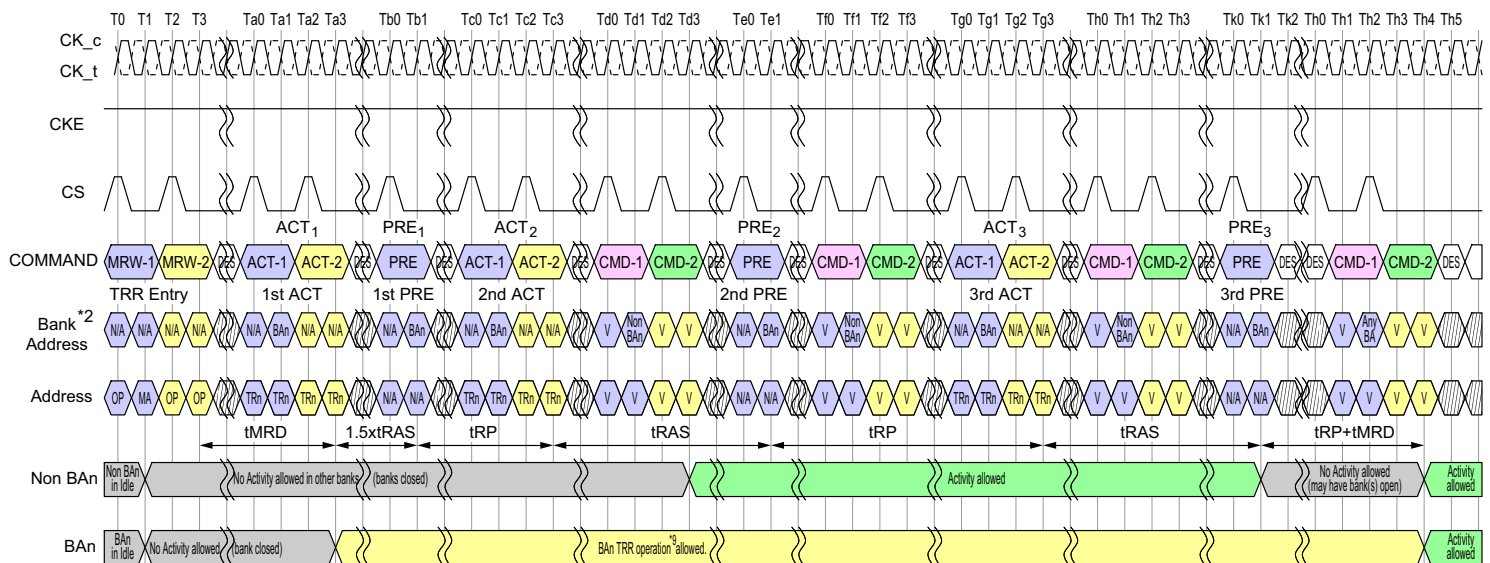 T0 T1 T2 T3 Ta0 Ta1 Ta2 Ta3 Tb0 Tb1 Tc0 Tc1 Tc2 Tc3 Td0 Td1 Td2 Td3 Te0 Te1 Tf0 Tf1 Tf2 Tf3 Tg0 Tg1 Tg2 Tg3 Th0 Th1 Th2 Th3 Tk0 Tk1 Tk2 Th0 Th1 Th2 Th3 Th4 Th5
CK_c
CK_t
CKE
CS
ACT1 PRE1 ACT2 PRE2 ACT3 PRE3
COMMAND MRW-1 MRW-2 DES ACT-1 ACT-2 DES PRE DES ACT-1 ACT-2 DES CMD-1 CMD-2 DES PRE DES CMD-1 CMD-2 DES ACT-1 ACT-2 DES CMD-1 CMD-2 DES PRE DES DES CMD-1 CMD-2 DES
TRR Entry 1st ACT 1st PRE 2nd ACT 2nd PRE 3rd ACT 3rd PRE
Bank*2 Address N/A N/A N/A N/A N/A BAn N/A N/A N/A BAn N/A BAn N/A N/A V Non BAn V V N/A BAn V Non BAn V V N/A BAn N/A N/A V Non BAn V V N/A BAn V Any BA V V
Address OP MA OP OP TRn TRn TRn TRn N/A N/A TRn TRn TRn TRn V V V V N/A N/A V V V V TRn TRn TRn TRn V V V V N/A N/A V V V V
tMRD 1.5xtRAS tRP tRAS tRP tRAS tRP+tMRD
Non BAn Non BAn in Idle No Activity allowed in other banks (banks closed) Activity allowed No Activity allowed (may have bank(s) open) Activity allowed
BAn BAn in Idle No Activity allowed (bank closed) BAn TRR operation*9 allowed. Activity allowed